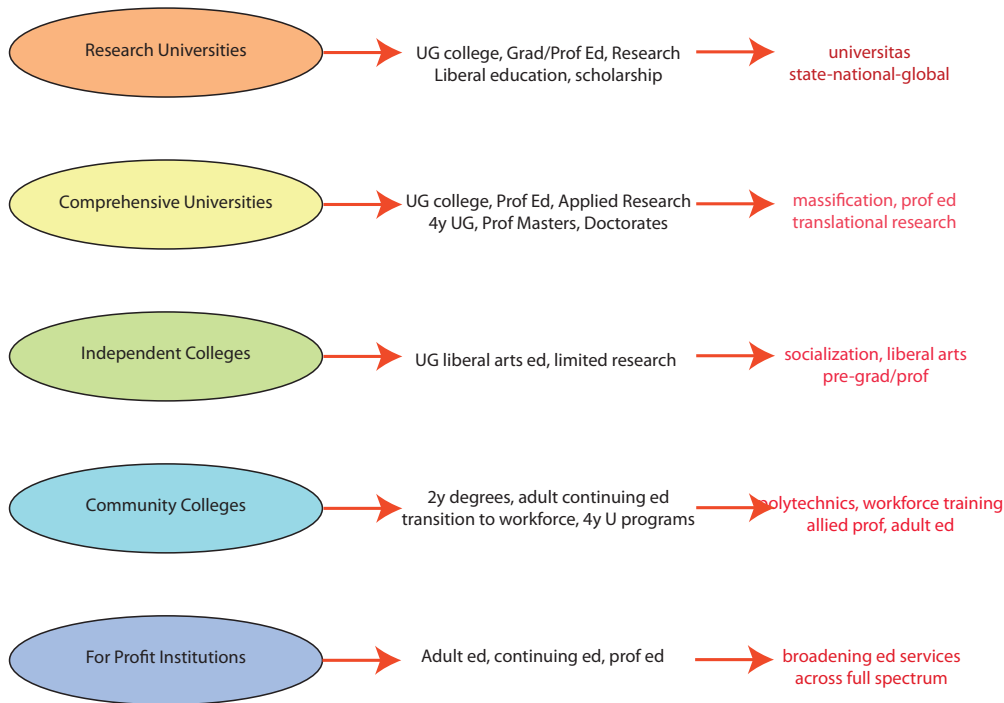 Research Universities
UG college, Grad/Prof Ed, Research
Liberal education, scholarship
universitas
state-national-global
Comprehensive Universities
UG college, Prof Ed, Applied Research
4y UG, Prof Masters, Doctorates
massification, prof ed
translational research
Independent Colleges
UG liberal arts ed, limited research
socialization, liberal arts
pre-grad/prof
Community Colleges
2y degrees, adult continuing ed
transition to workforce, 4y U programs
polytechnics, workforce training
allied prof, adult ed
For Profit Institutions
Adult ed, continuing ed, prof ed
broadening ed services
across full spectrum